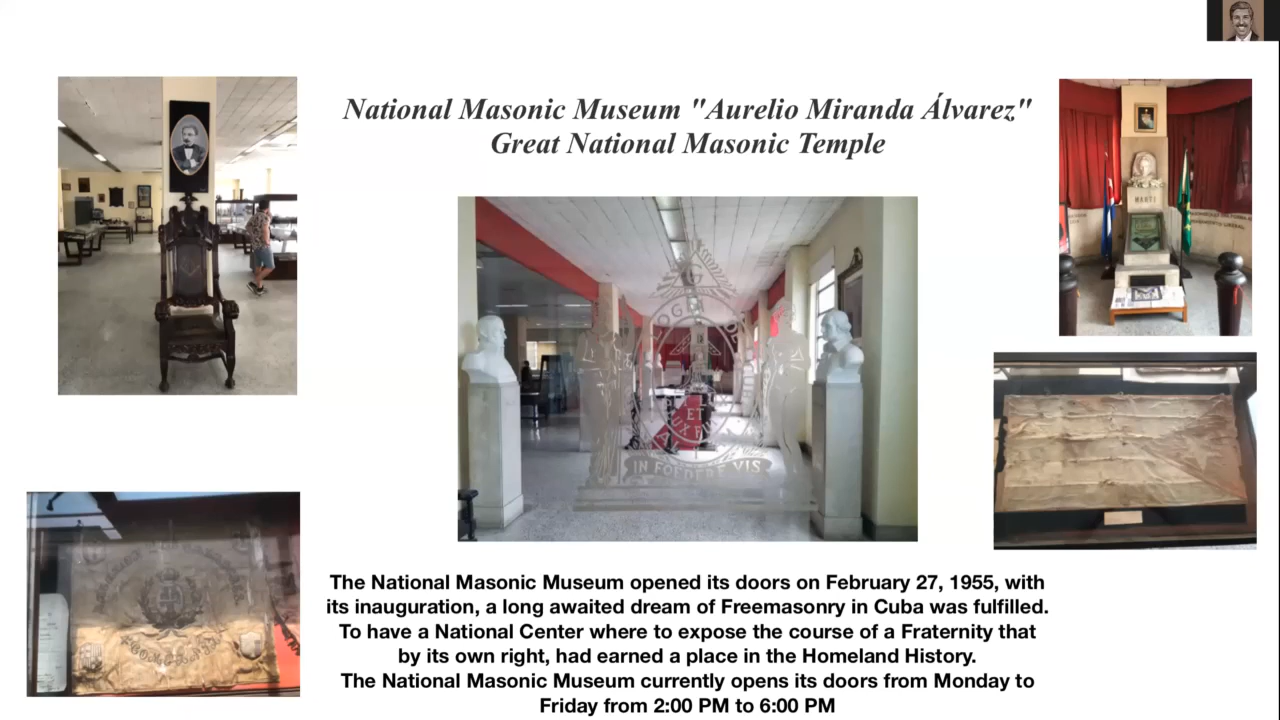 National Masonic Museum "Aurelio Miranda Álvarez"
Great National Masonic Temple
MARTI
ET
IN FOEDERE VIS
The National Masonic Museum opened its doors on February 27, 1955, with
its inauguration, a long awaited dream of Freemasonry in Cuba was fulfilled.
To have a National Center where to expose the course of a Fraternity that
by its own right, had earned a place in the Homeland History.
The National Masonic Museum currently opens its doors from Monday to
Friday from 2:00 PM to 6:00 PM